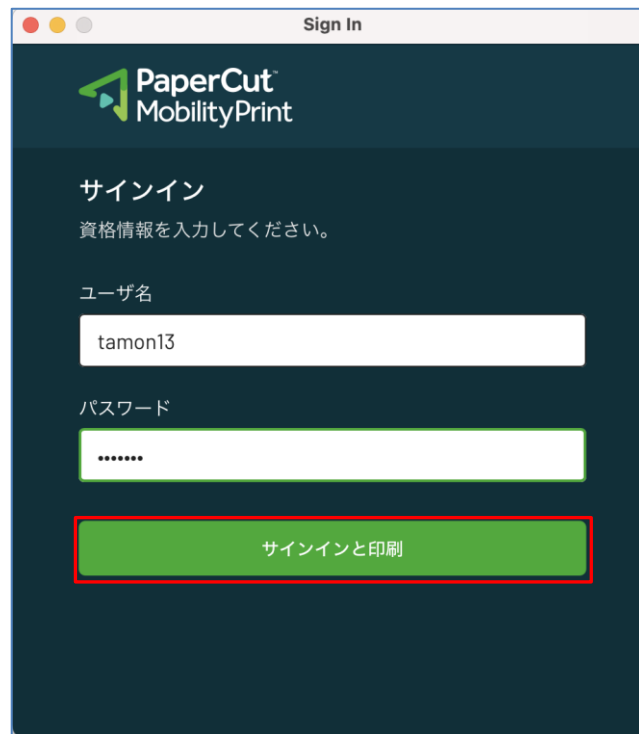 Sign In
PaperCut™
MobilityPrint
サインイン
資格情報を入力してください。
ユーザ名
tamon13
パスワード
•••••••
サインインと印刷